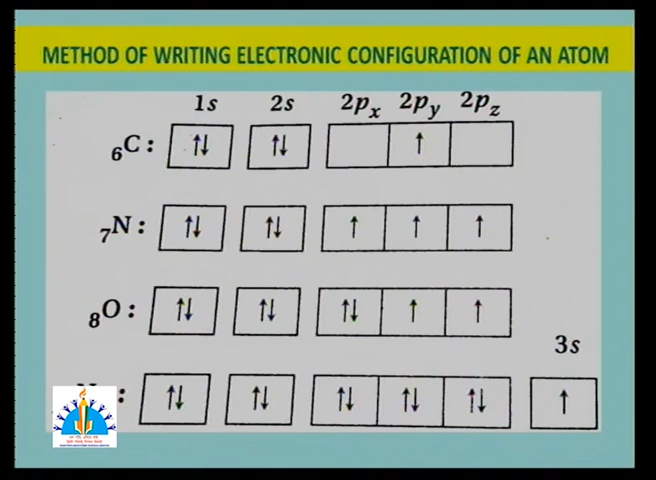 METHOD OF WRITING ELECTRONIC CONFIGURATION OF AN ATOM
1s 2s 2px 2py 2pz
6C: ↑↓ ↑↓ ↑
7N: ↑↓ ↑↓ ↑ ↑ ↑
8O: ↑↓ ↑↓ ↑↓ ↑ ↑
3s
: ↑↓ ↑↓ ↑↓ ↑↓ ↑↓ ↑